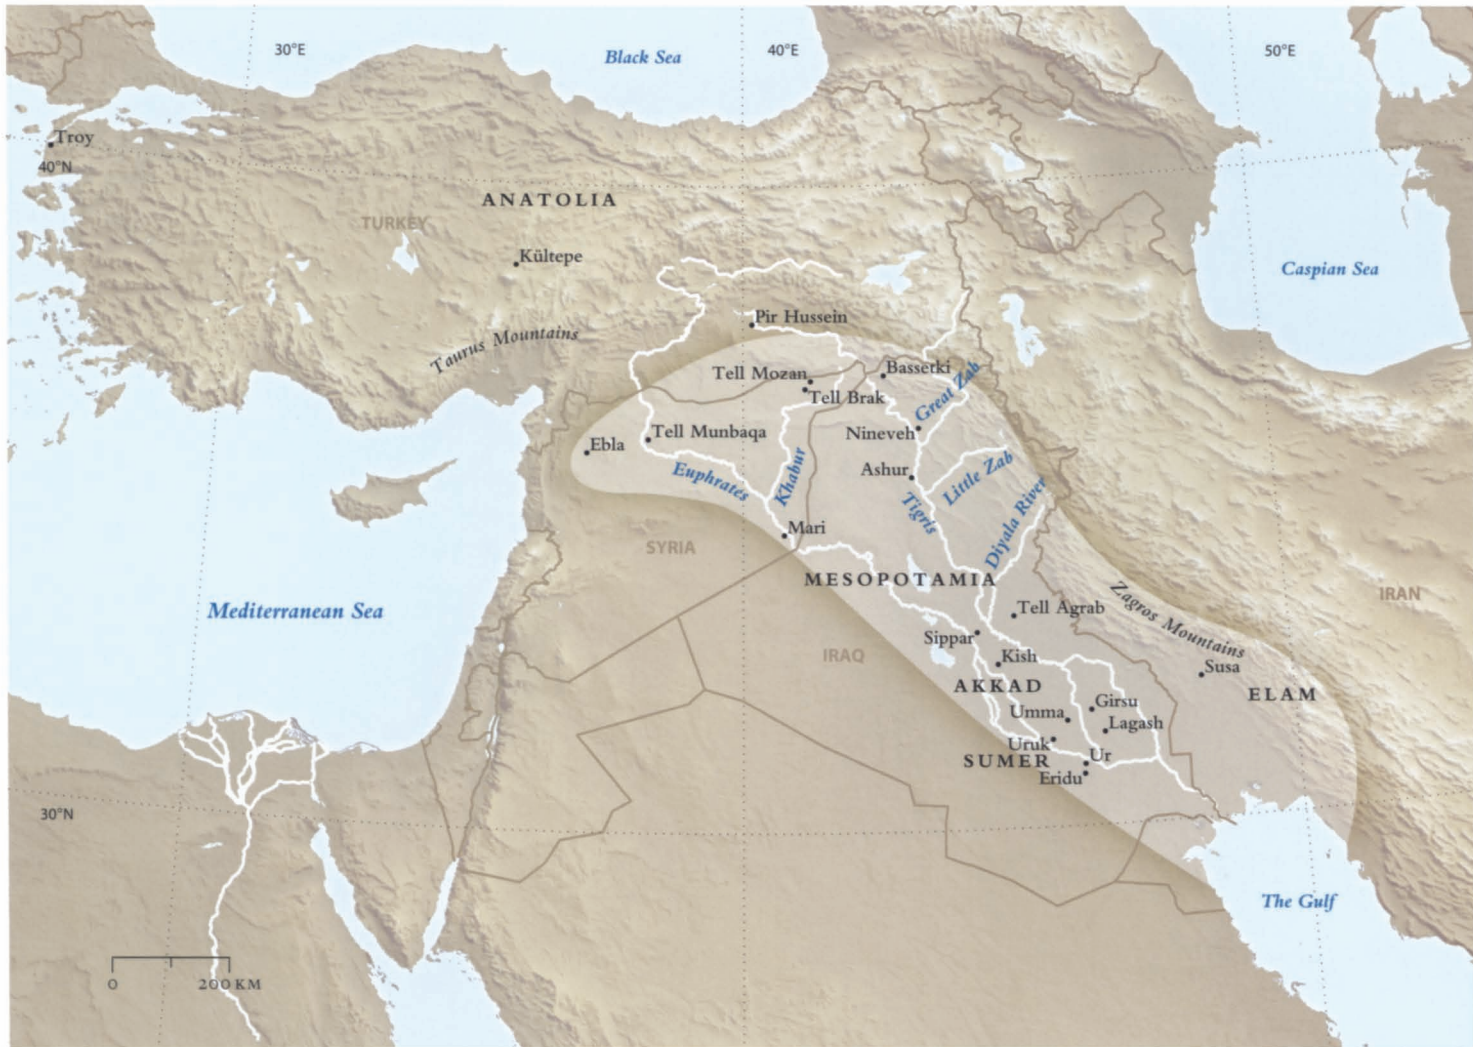 30°E
Black Sea
40°E
50°E
Troy
40°N
ANATOLIA
TURKEY
Kültepe
Caspian Sea
Pir Hussein
Taurus Mountains
Tell Mozan
Bassetki
Tell Brak
Great Zab
Nineveh
Tell Munbaqa
Ebla
Ashur
Euphrates
Khabur
Little Zab
Tigris
Diyala River
Mari
SYRIA
MESOPOTAMIA
Zagros Mountains
IRAN
Mediterranean Sea
Tell Agrab
Sippar
IRAQ
Kish
Susa
AKKAD
ELAM
Girsu
Umma
Lagash
Uruk
Ur
SUMER
Eridu
30°N
The Gulf
0
200 KM